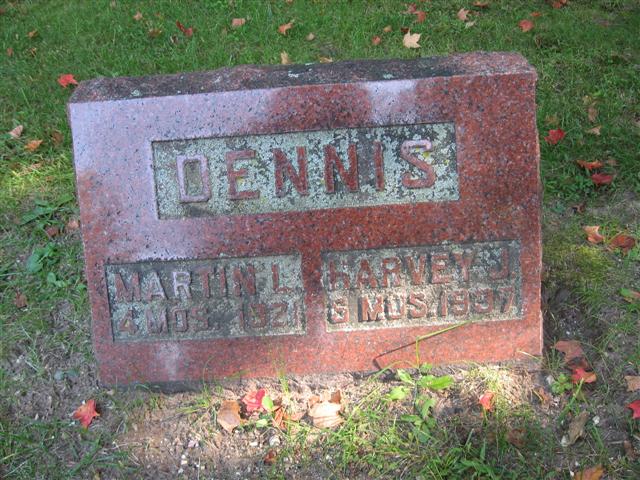 DENNIS
MARTIN L.
4 MOS. 1921
HARVEY J.
6 MOS. 1937